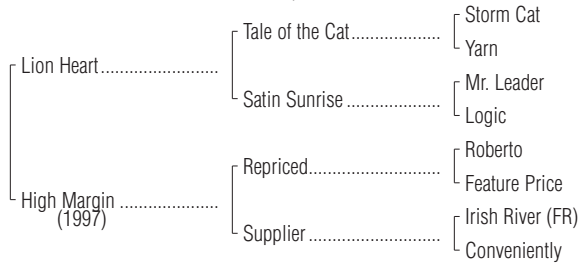 Storm Cat
Tale of the Cat....................
Yarn
Lion Heart..........................
Mr. Leader
Satin Sunrise .....................
Logic
Roberto
Repriced..............................
Feature Price
High Margin ......................
(1997)
Irish River (FR)
Supplier ..............................
Conveniently